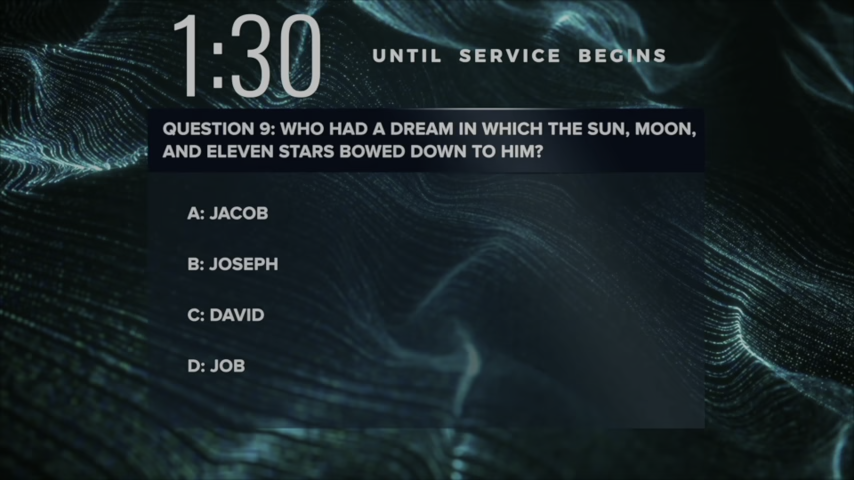 1:30 UNTIL SERVICE BEGINS
QUESTION 9: WHO HAD A DREAM IN WHICH THE SUN, MOON,
AND ELEVEN STARS BOWED DOWN TO HIM?
A: JACOB
B: JOSEPH
C: DAVID
D: JOB